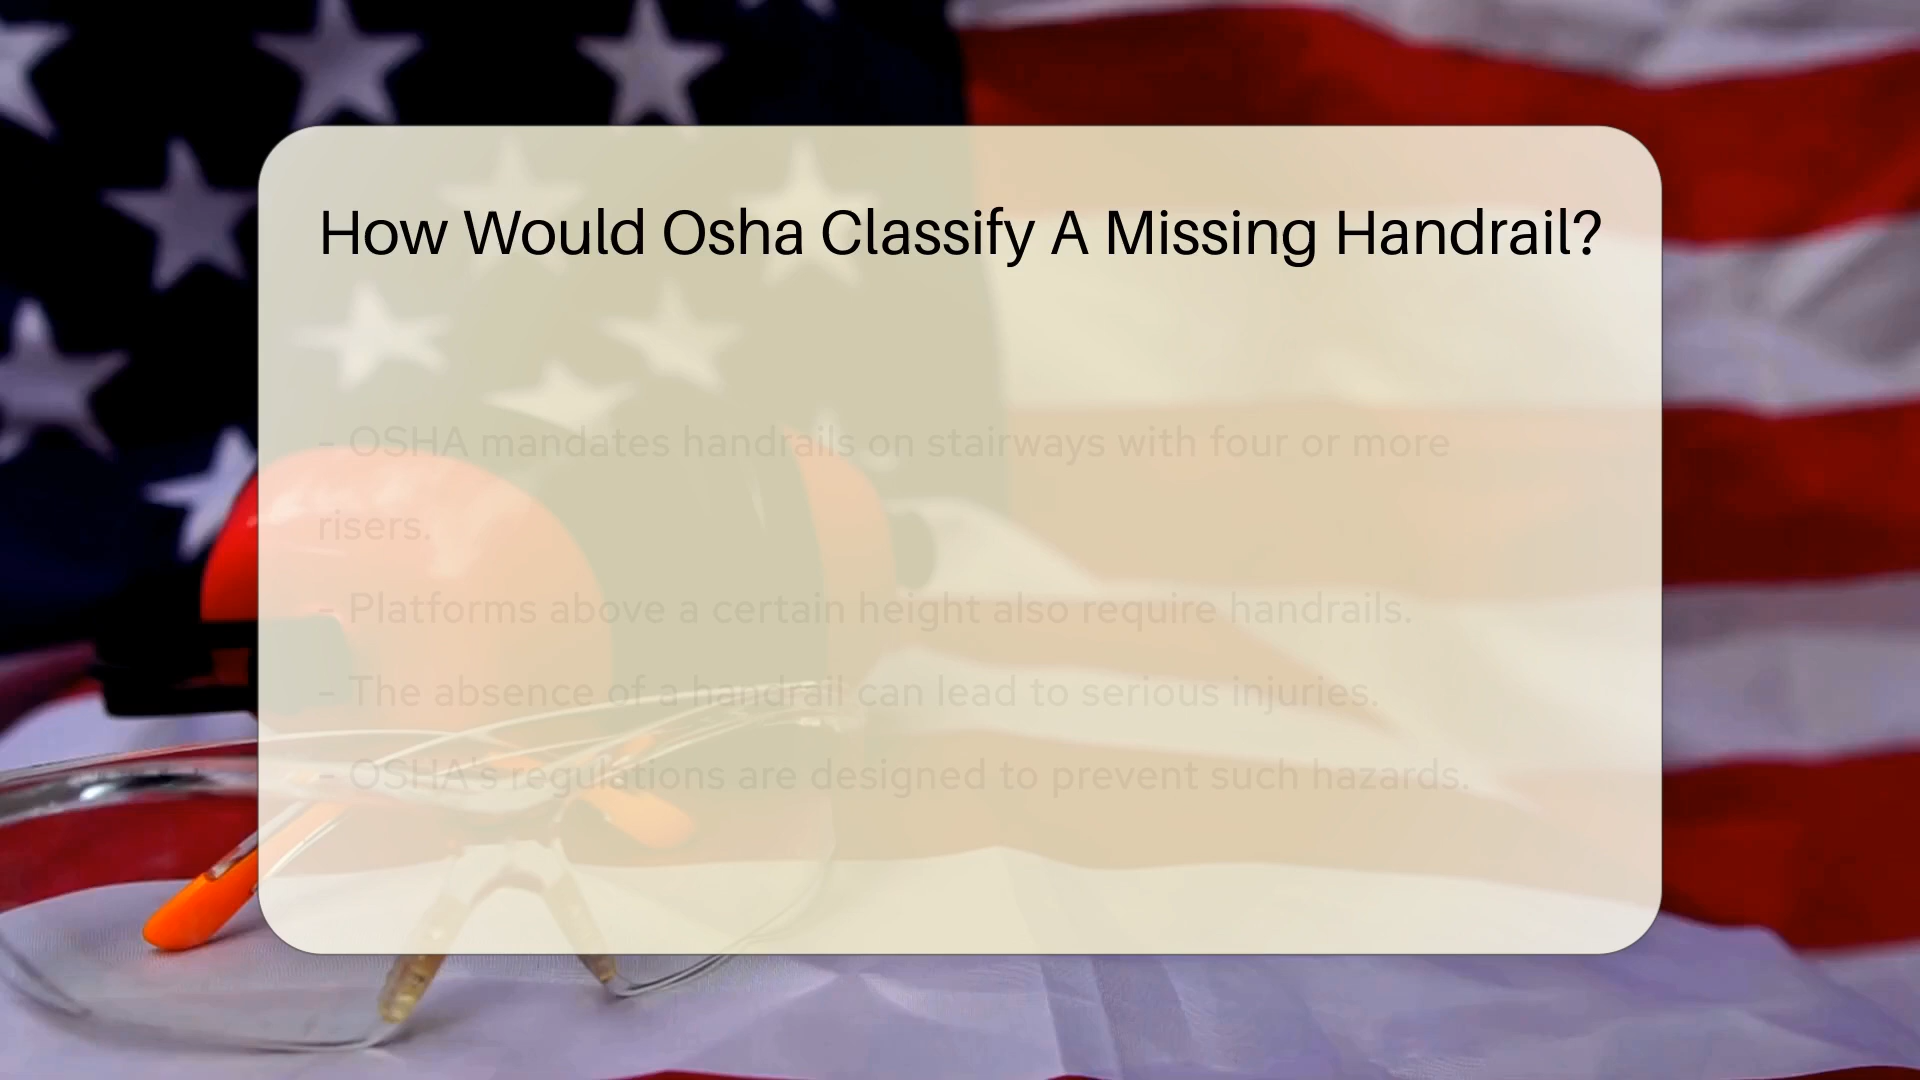 How Would Osha Classify A Missing Handrail?
- OSHA mandates handrails on stairways with four or more
risers.
- Platforms above a certain height also require handrails.
- The absence of a handrail can lead to serious injuries.
- OSHA's regulations are designed to prevent such hazards.